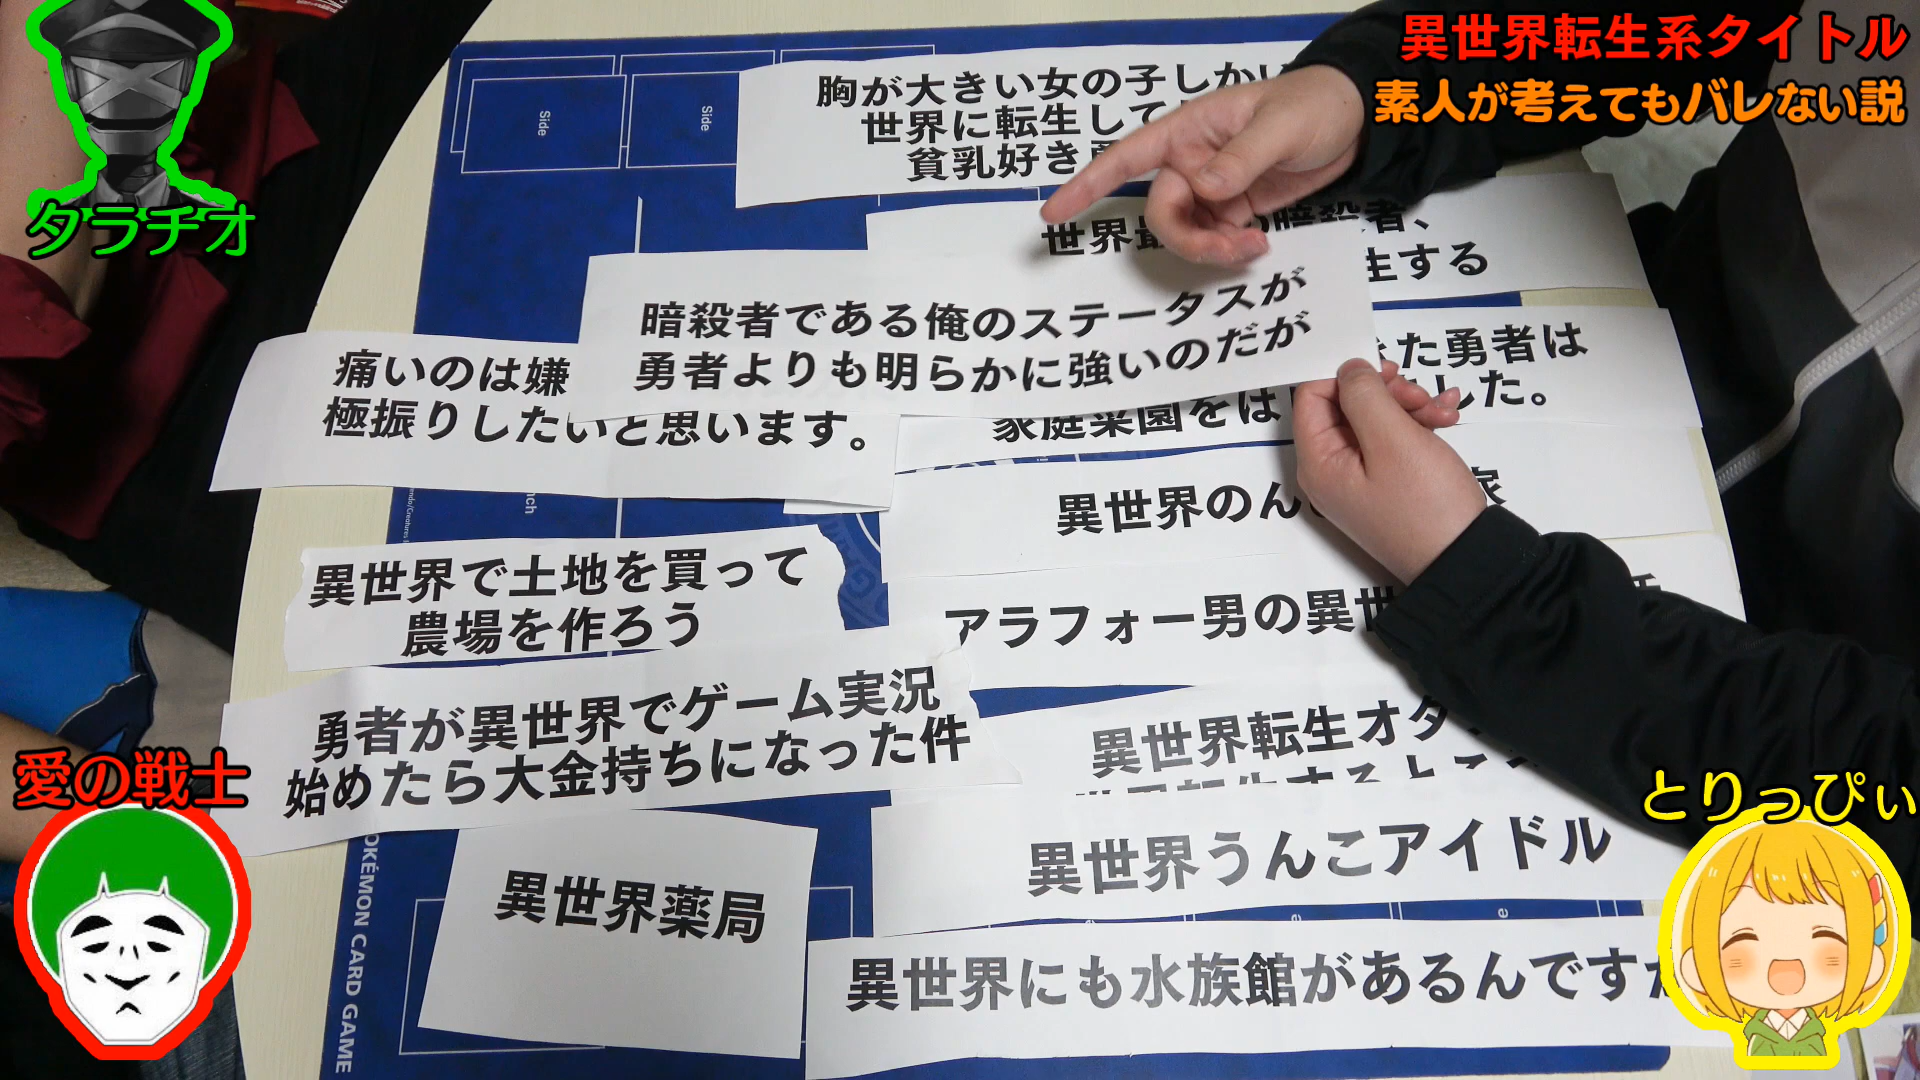 異世界転生系タイトル
素人が考えてもバレない説
タラチオ
Side
Side
胸が大きい女の子しかい
世界に転生して
貧乳好き
世界最
暗殺者、
生する
暗殺者である俺のステータスが
勇者よりも明らかに強いのだが
痛いのは嫌
極振りしたいと思います。
た勇者は
家庭菜園をは
した。
異世界のん
家
異世界で土地を買って
農場を作ろう
アラフォー男の異世
勇者が異世界でゲーム実況
始めたら大金持ちになった件
異世界転生オタ
愛の戦士
とりっぴぃ
異世界うんこアイドル
異世界薬局
異世界にも水族館があるんです
POKÉMON CARD GAME